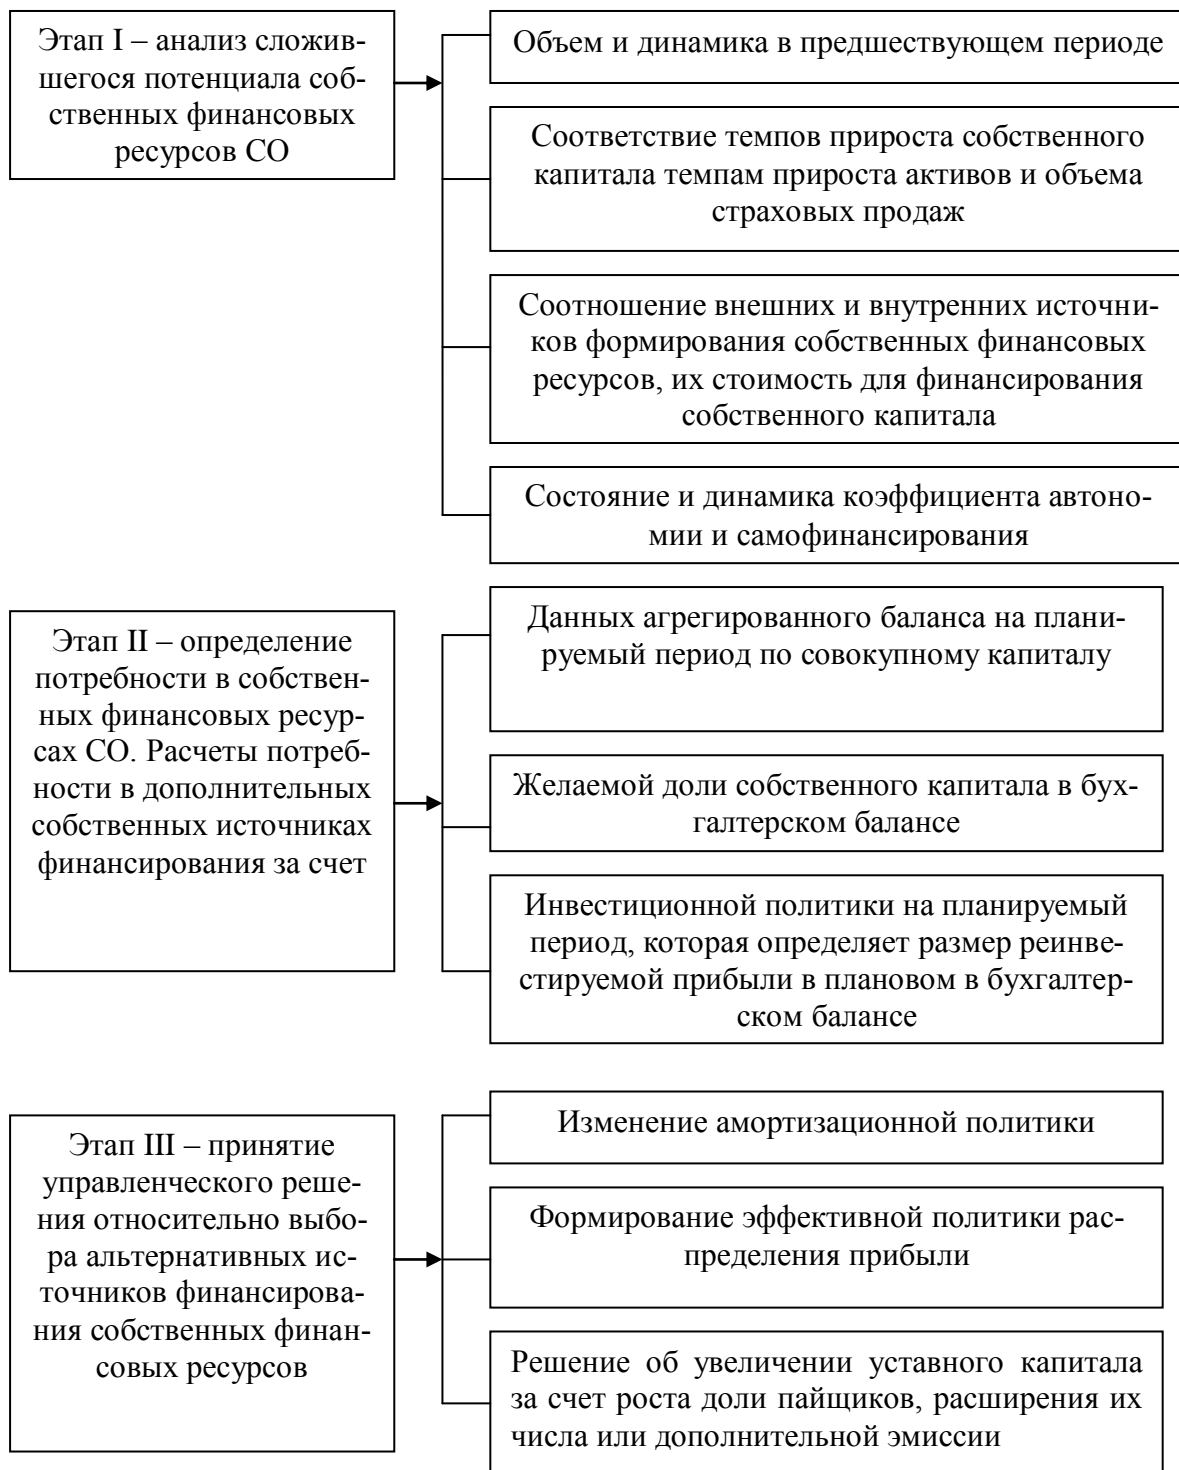 Этап I – анализ сложив-
шегося потенциала соб-
ственных финансовых
ресурсов СО
Объем и динамика в предшествующем периоде
Соответствие темпов прироста собственного
капитала темпам прироста активов и объема
страховых продаж
Соотношение внешних и внутренних источни-
ков формирования собственных финансовых
ресурсов, их стоимость для финансирования
собственного капитала
Состояние и динамика коэффициента автоно-
мии и самофинансирования
Этап II – определение
потребности в собствен-
ных финансовых ресур-
сах СО. Расчеты потреб-
ности в дополнительных
собственных источниках
финансирования за счет
Данных агрегированного баланса на плани-
руемый период по совокупному капиталу
Желаемой доли собственного капитала в бух-
галтерском балансе
Инвестиционной политики на планируемый
период, которая определяет размер реинве-
стируемой прибыли в плановом в бухгалтер-
ском балансе
Этап III – принятие
управленческого реше-
ния относительно выбо-
ра альтернативных ис-
точников финансирова-
ния собственных финан-
совых ресурсов
Изменение амортизационной политики
Формирование эффективной политики рас-
пределения прибыли
Решение об увеличении уставного капитала
за счет роста доли пайщиков, расширения их
числа или дополнительной эмиссии